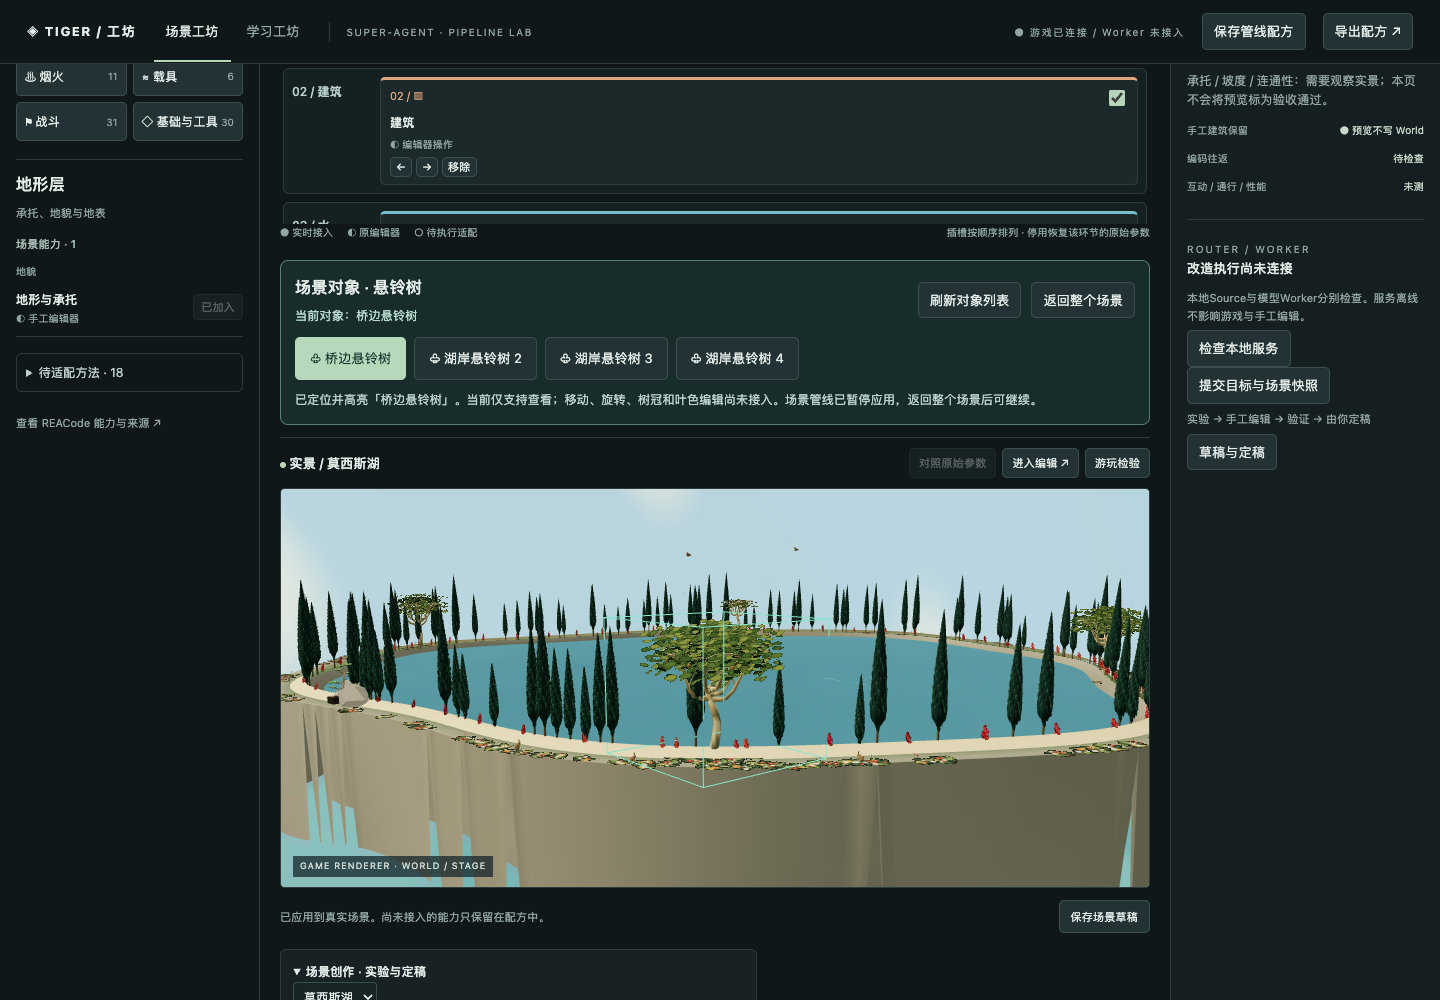 ◈ TIGER / 工坊
场景工坊
学习工坊
SUPER-AGENT · PIPELINE LAB
● 游戏已连接 / Worker 未接入
保存管线配方
导出配方 ↗
烟火 11
载具 6
战斗 31
◇ 基础与工具 30
地形层
承托、地貌与地表
场景能力 · 1
地貌
地形与承托
◐ 手工编辑器
已加入
▶ 待适配方法 · 18
查看 REACode 能力与来源 ↗
02 / 建筑
02 / ▥
建筑
◐ 编辑器操作
← → 移除
● 实时接入 ◐ 原编辑器 ○ 待执行适配
插槽按顺序排列 · 停用恢复该环节的原始参数
场景对象 · 悬铃树
当前对象：桥边悬铃树
刷新对象列表
返回整个场景
桥边悬铃树
湖岸悬铃树 2
湖岸悬铃树 3
湖岸悬铃树 4
已定位并高亮「桥边悬铃树」。当前仅支持查看；移动、旋转、树冠和叶色编辑尚未接入。场景管线已暂停应用，返回整个场景后可继续。
实景 / 莫西斯湖
对照原始参数
进入编辑 ↗
游玩检验
GAME RENDERER · WORLD / STAGE
已应用到真实场景。尚未接入的能力只保留在配方中。
保存场景草稿
▼ 场景创作 · 实验与定稿
莫西斯湖
承托 / 坡度 / 连通性：需要观察实景；本页
不会将预览标为验收通过。
手工建筑保留 ● 预览不写 World
编码往返 待检查
互动 / 通行 / 性能 未测
ROUTER / WORKER
改造执行尚未连接
本地Source与模型Worker分别检查。服务离线
不影响游戏与手工编辑。
检查本地服务
提交目标与场景快照
实验 → 手工编辑 → 验证 → 由你定稿
草稿与定稿